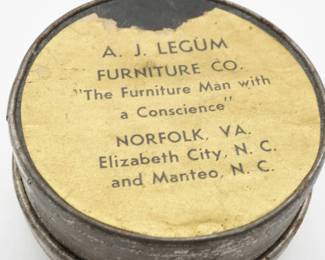 A. J. LEGUM
FURNITURE CO.
"The Furniture Man with
a Conscience"
NORFOLK, VA.
Elizabeth City, N. C.
and Manteo, N. C.